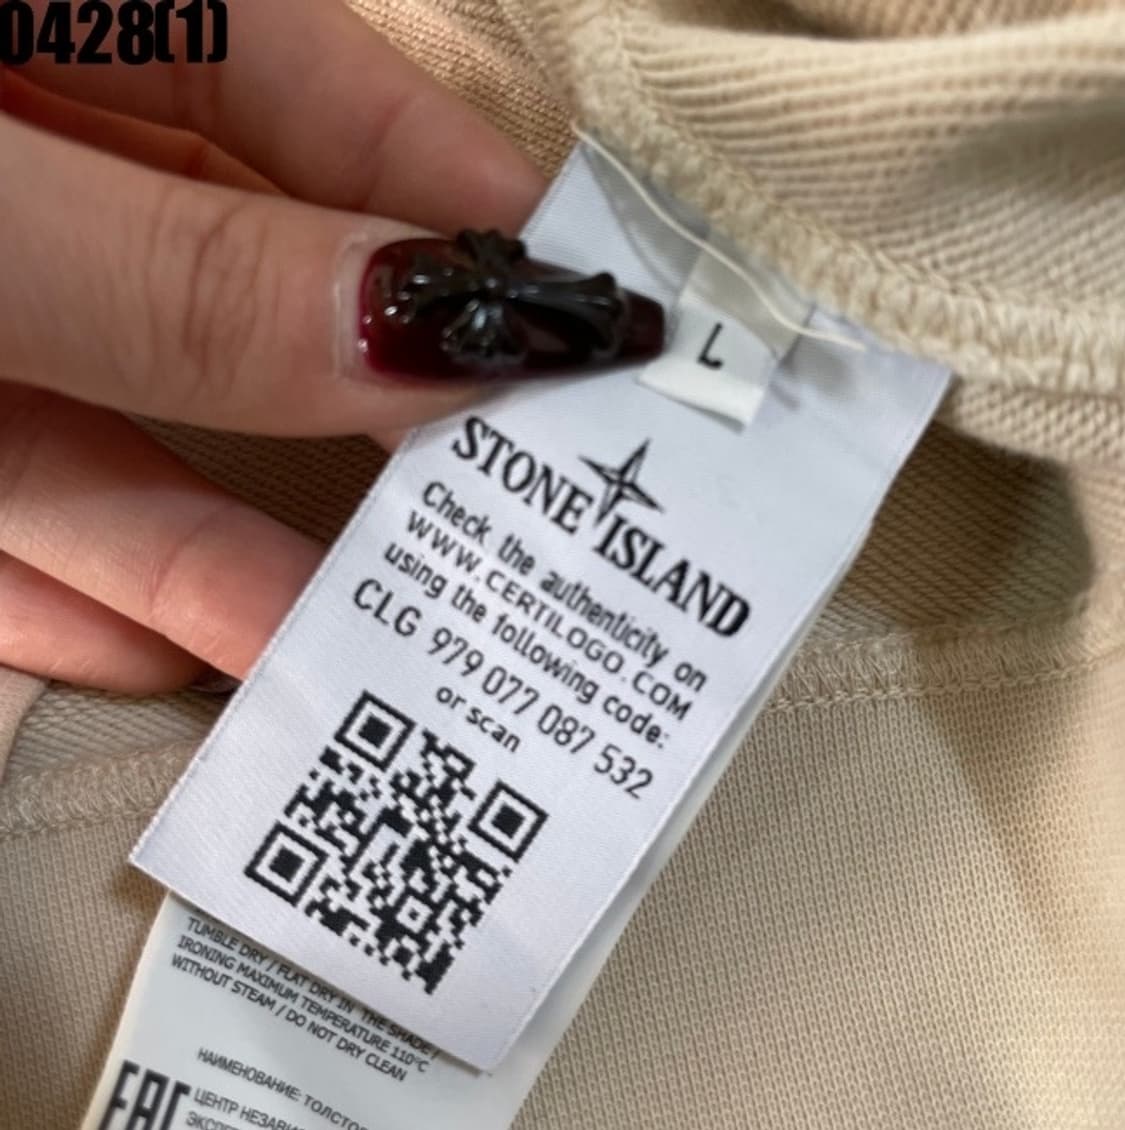 0428(1)
L
STONE ISLAND
Check the authenticity on
WWW.CERTILOGO.COM
using the following code:
CLG 979 077 087 532
or scan
TUMBLE DRY / FLAT DRY IN THE SHADE /
IRONING MAXIMUM TEMPERATURE 110°C
WITHOUT STEAM / DO NOT DRY CLEAN
НАИМЕНОВАНИЕ:
EAC
ЦЕНТР